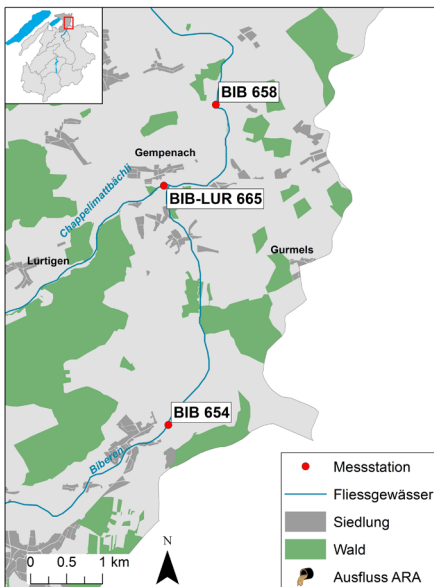 BIB 658
Gempenach
Chappelimattbächli
BIB-LUR 665
Gurmels
Lurtigen
BIB 654
Biberen
Messstation
Fliessgewässer
Siedlung
Wald
Ausfluss ARA
0 0.5 1 km
N